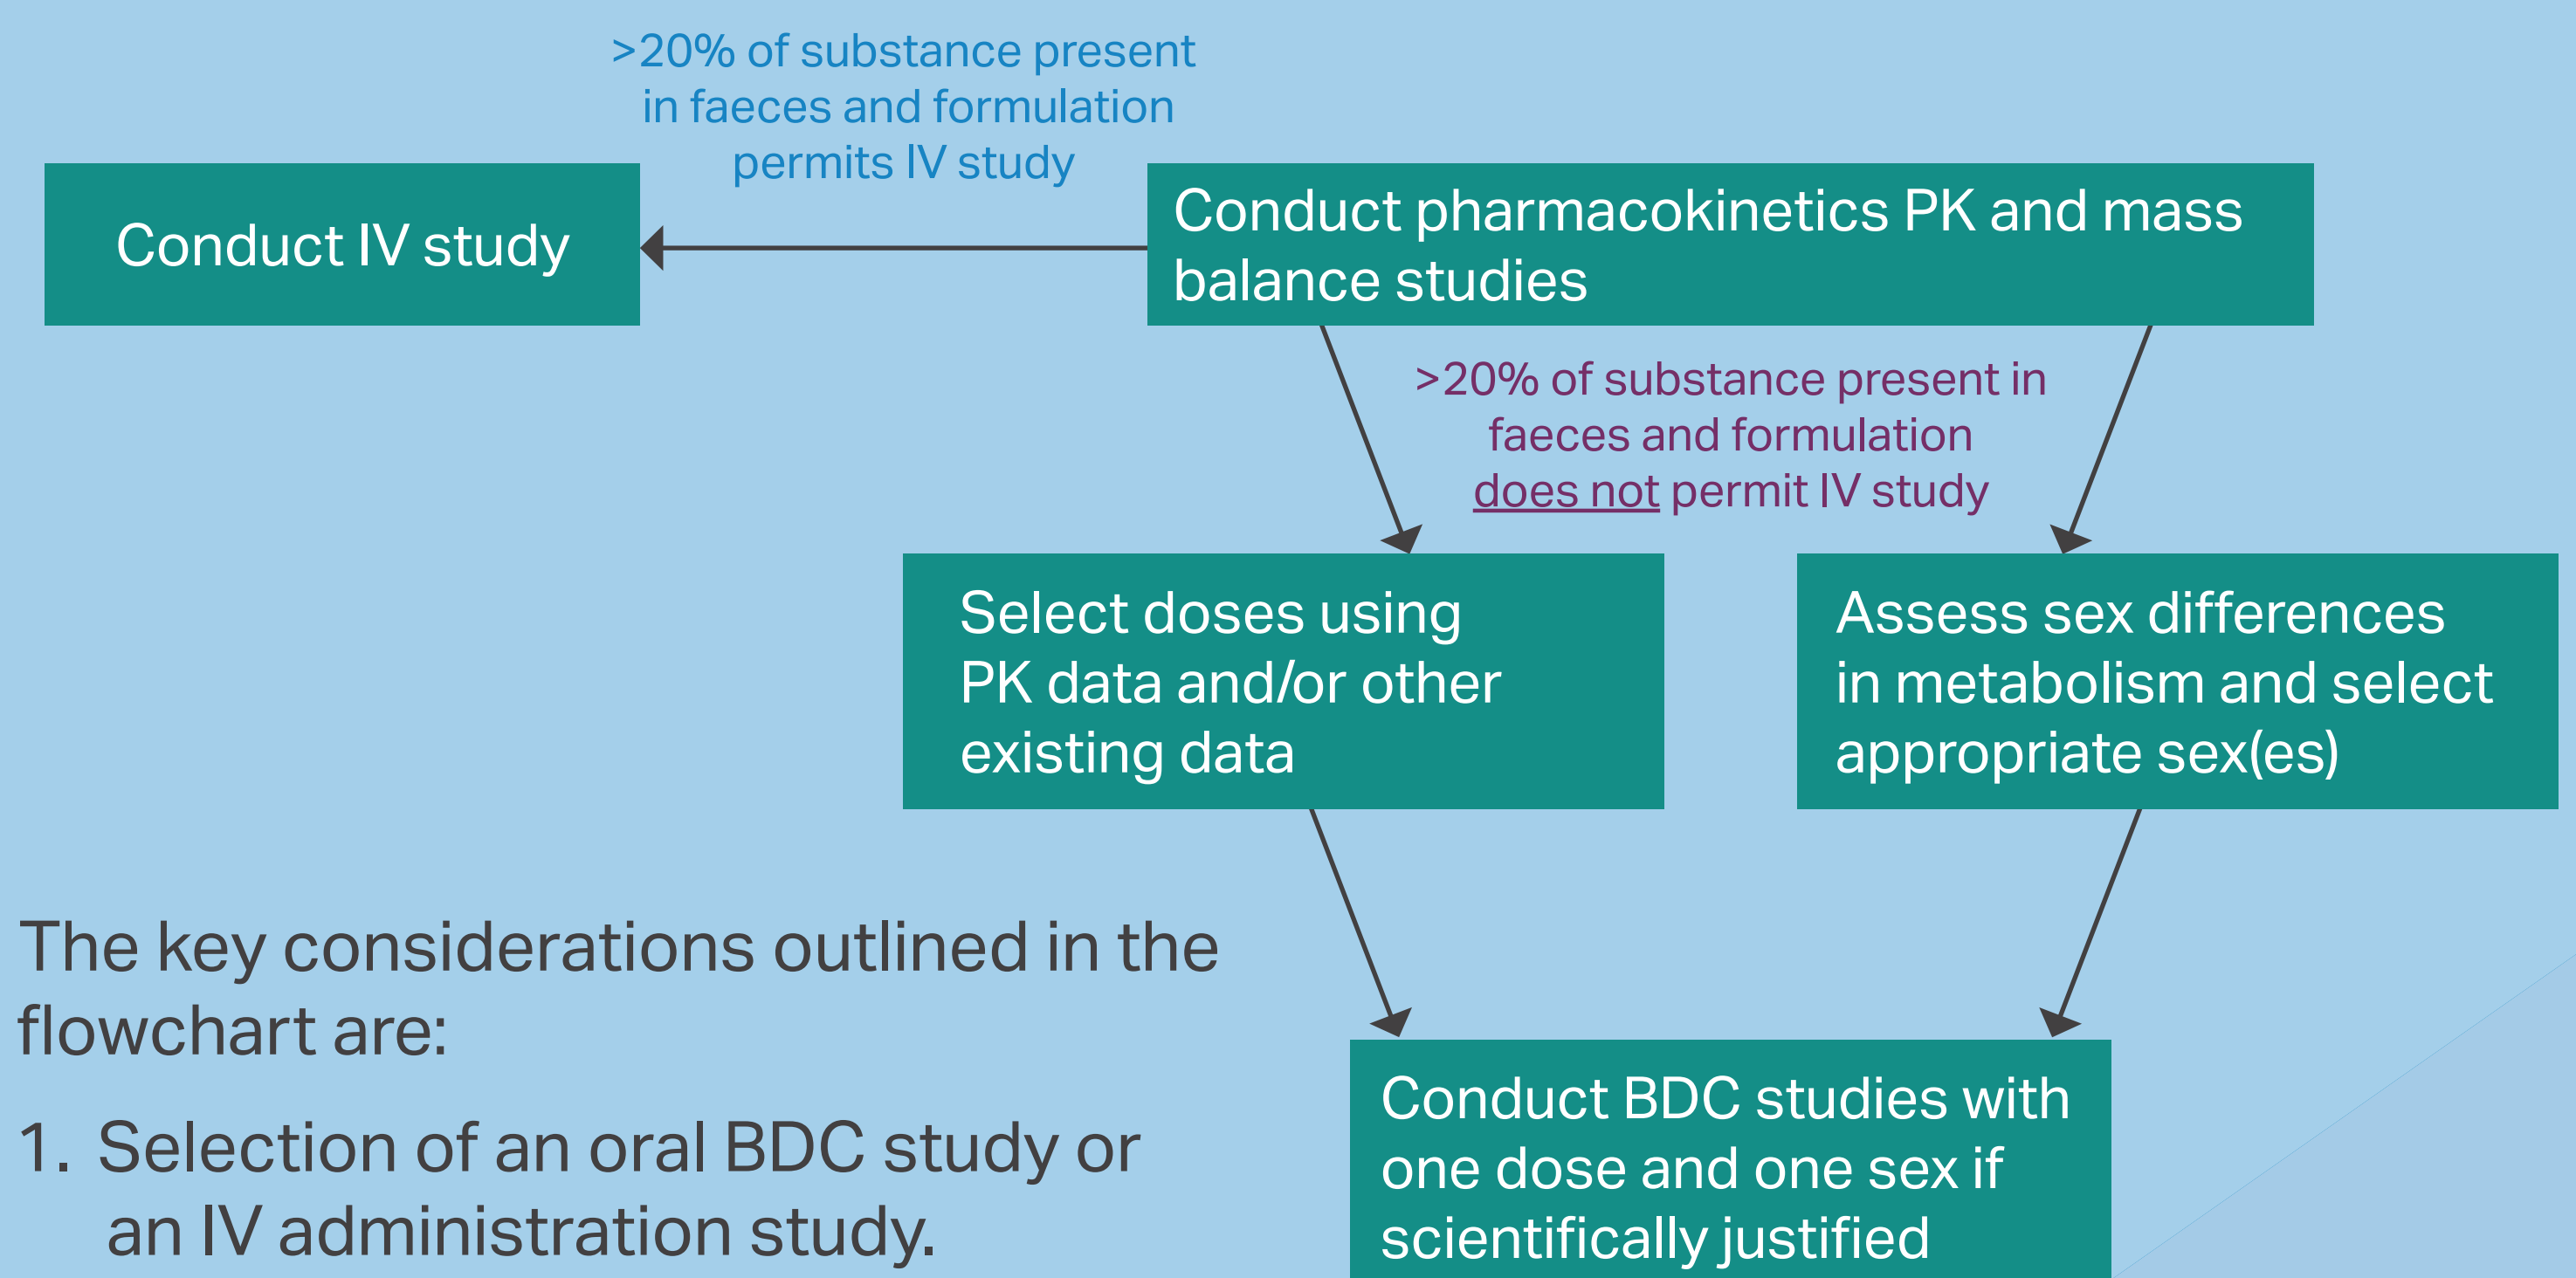 >20% of substance present
in faeces and formulation
permits IV study
Conduct IV study
Conduct pharmacokinetics PK and mass
balance studies
>20% of substance present in
faeces and formulation
does not permit IV study
Select doses using
PK data and/or other
existing data
Assess sex differences
in metabolism and select
appropriate sex(es)
The key considerations outlined in the
flowchart are:
1. Selection of an oral BDC study or
an IV administration study.
Conduct BDC studies with
one dose and one sex if
scientifically justified